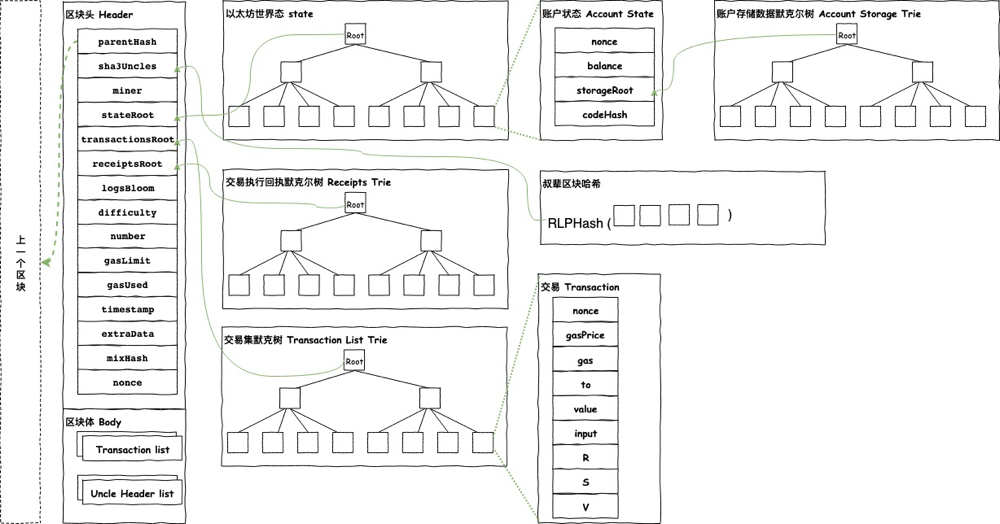 上一个区块
区块头 Header
parentHash
sha3Uncles
miner
stateRoot
transactionsRoot
receiptsRoot
logsBloom
difficulty
number
gasLimit
gasUsed
timestamp
extraData
mixHash
nonce
区块体 Body
Transaction list
Uncle Header list
以太坊世界态 state
Root
交易执行回执默克尔树 Receipts Trie
Root
交易集默克树 Transaction List Trie
Root
账户状态 Account State
nonce
balance
storageRoot
codeHash
账户存储数据默克尔树 Account Storage Trie
Root
叔辈区块哈希
RLPHash ( )
交易 Transaction
nonce
gasPrice
gas
to
value
input
R
S
V